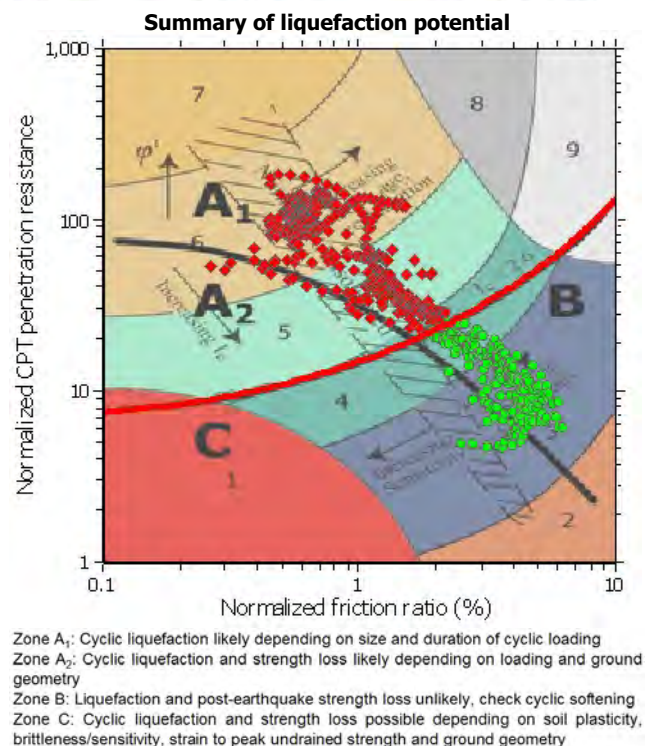 Summary of liquefaction potential
1,000
7
8
9
φ'
100
A1
6
A2
Increasing
5
B
10
4
C
1
3
2
1
0.1
1
10
Normalized CPT penetration resistance
Normalized friction ratio (%)
Zone A1: Cyclic liquefaction likely depending on size and duration of cyclic loading
Zone A2: Cyclic liquefaction and strength loss likely depending on loading and ground
geometry
Zone B: Liquefaction and post-earthquake strength loss unlikely, check cyclic softening
Zone C: Cyclic liquefaction and strength loss possible depending on soil plasticity,
brittleness/sensitivity, strain to peak undrained strength and ground geometry